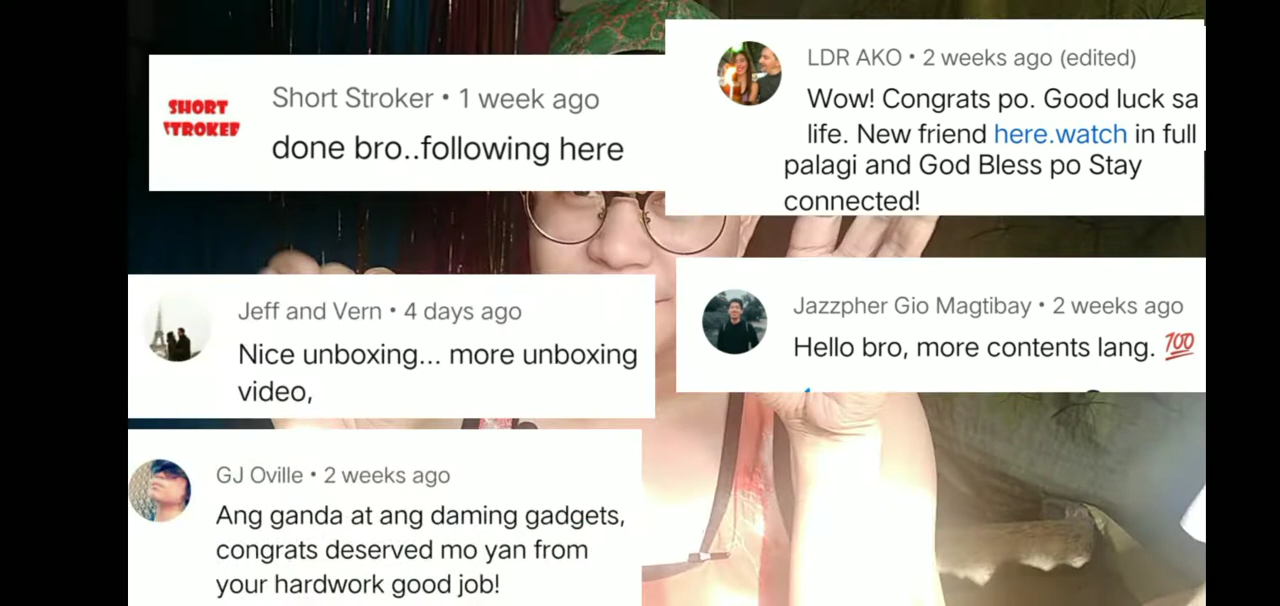 SHORT
STROKER
Short Stroker • 1 week ago
done bro..following here
LDR AKO • 2 weeks ago (edited)
Wow! Congrats po. Good luck sa
life. New friend here.watch in full
palagi and God Bless po Stay
connected!
Jeff and Vern • 4 days ago
Nice unboxing... more unboxing
video,
Jazzpher Gio Magtibay • 2 weeks ago
Hello bro, more contents lang. 💯
GJ Oville • 2 weeks ago
Ang ganda at ang daming gadgets,
congrats deserved mo yan from
your hardwork good job!